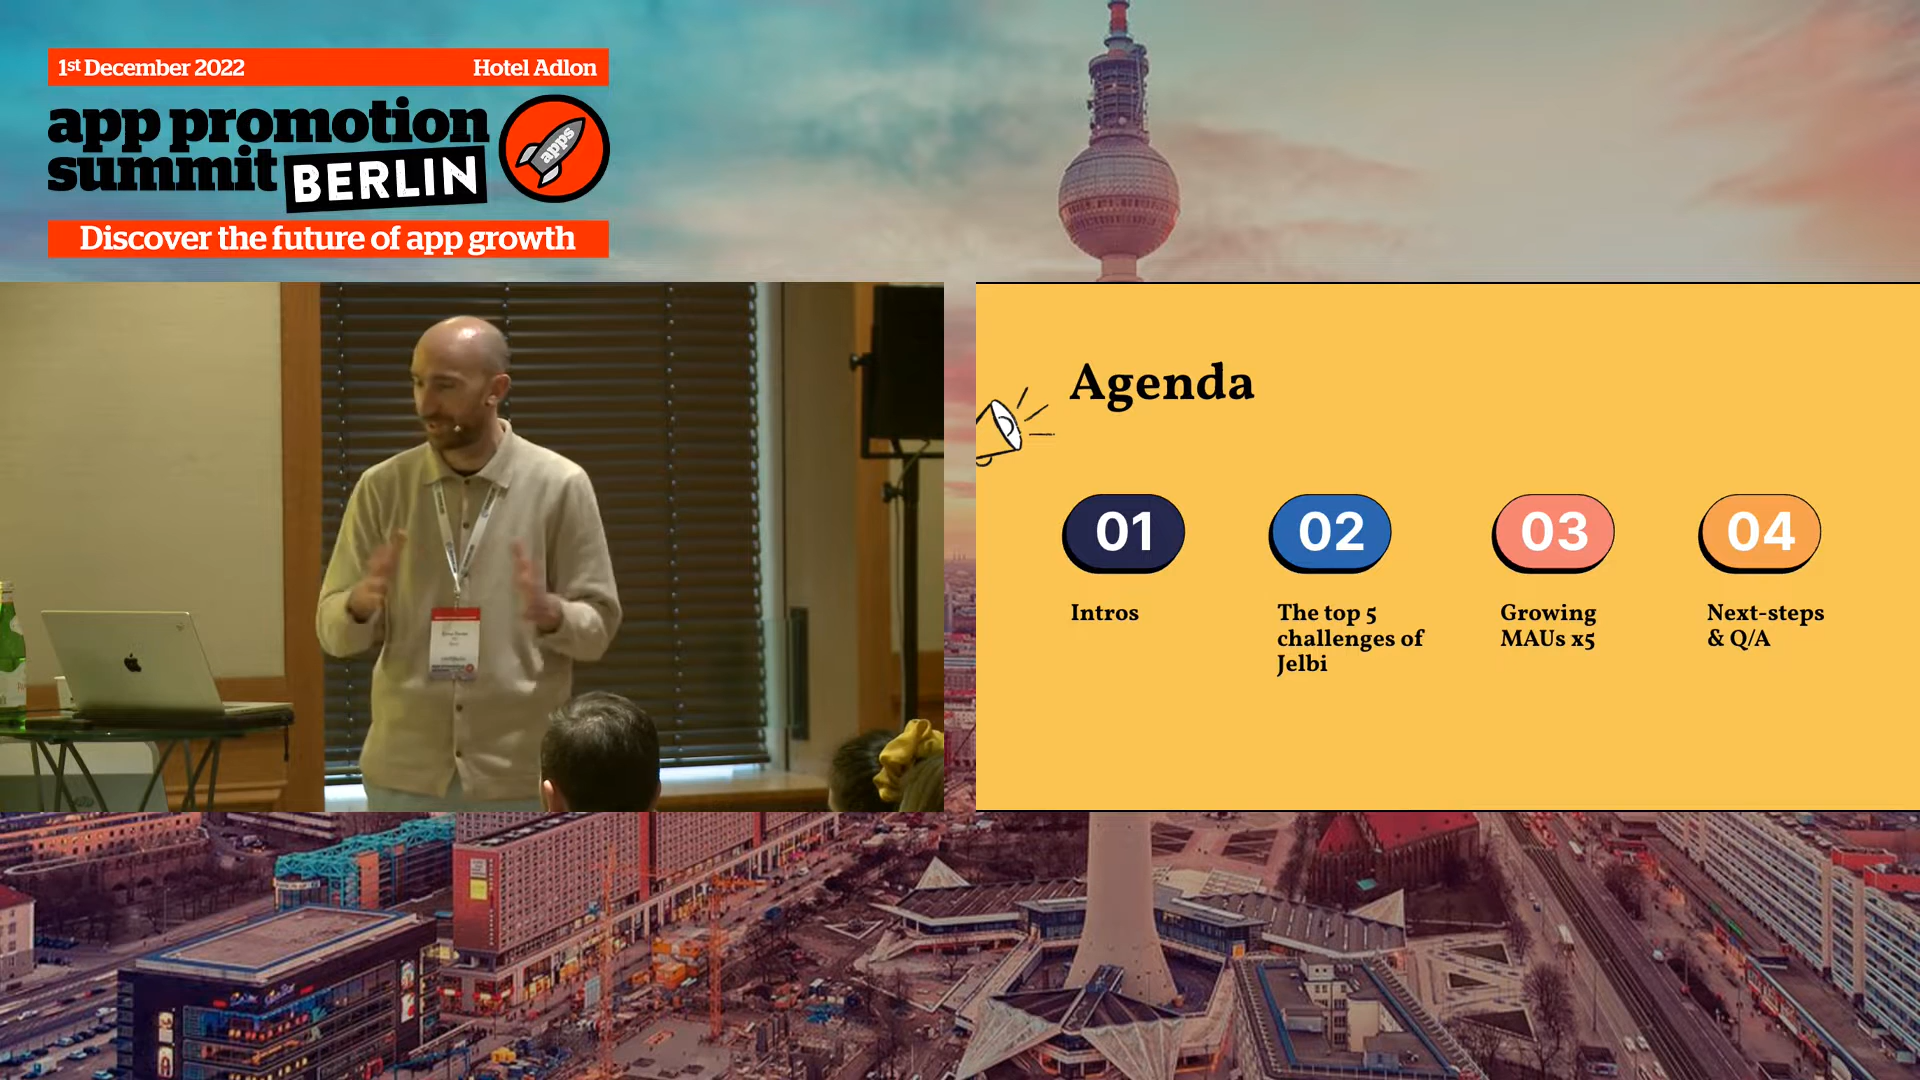 1st December 2022
Hotel Adlon
app promotion
summit BERLIN
apps
Discover the future of app growth
Agenda
01
02
03
04
Intros
The top 5
challenges of
Jelbi
Growing
MAUs x5
Next-steps
& Q/A